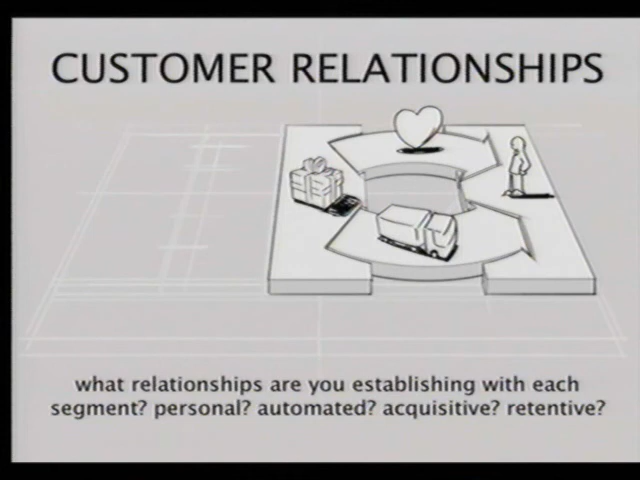 CUSTOMER RELATIONSHIPS
what relationships are you establishing with each
segment? personal? automated? acquisitive? retentive?